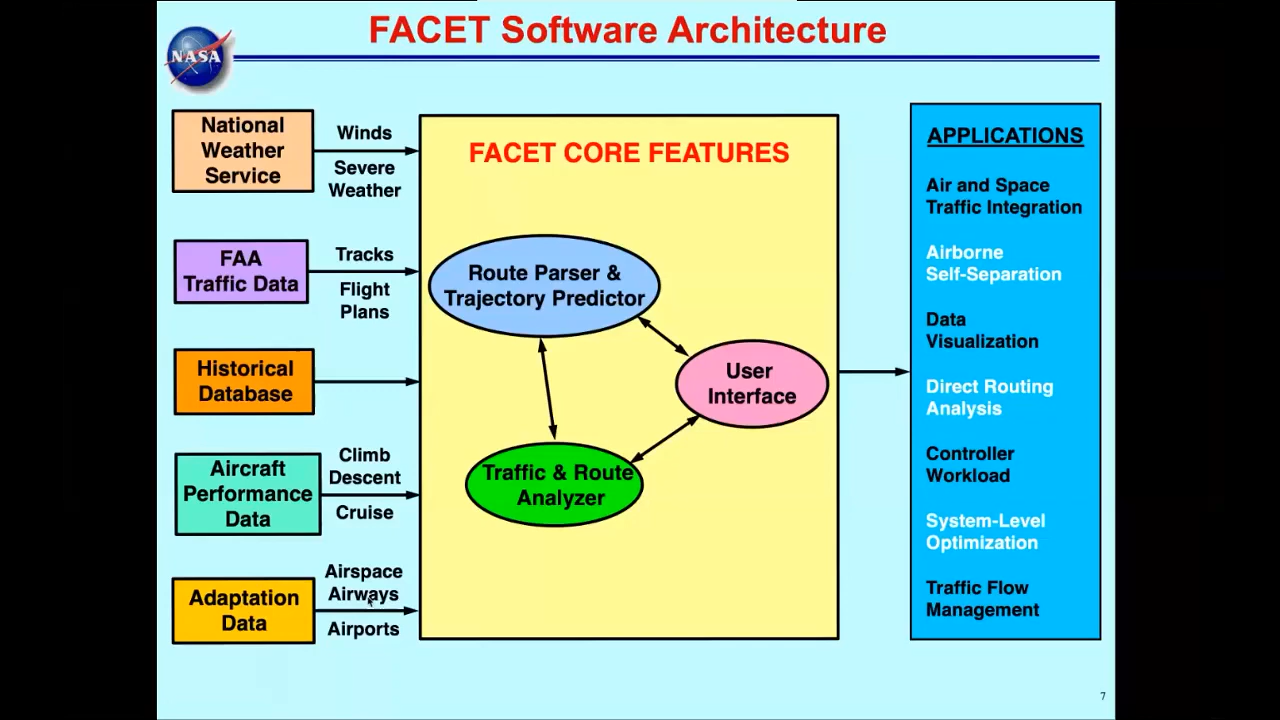 FACET Software Architecture
NASA
National
Weather
Service
Winds
Severe
Weather
FAA
Traffic Data
Tracks
Flight
Plans
Historical
Database
Aircraft
Performance
Data
Climb
Descent
Cruise
Adaptation
Data
Airspace
Airways
Airports
FACET CORE FEATURES
Route Parser &
Trajectory Predictor
User
Interface
Traffic & Route
Analyzer
APPLICATIONS
Air and Space
Traffic Integration
Airborne
Self-Separation
Data
Visualization
Direct Routing
Analysis
Controller
Workload
System-Level
Optimization
Traffic Flow
Management
7